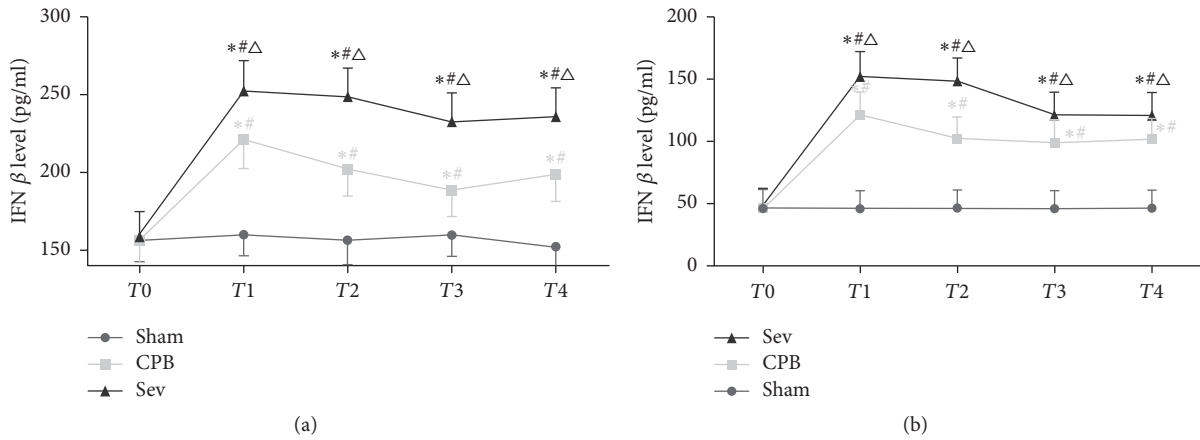 300
250
200
150
IFN β level (pg/ml)
*#△
*#△
*#△
*#△
*#
*#
*#
*#
T0
T1
T2
T3
T4
Sham
CPB
Sev
(a)
200
150
100
50
0
IFN β level (pg/ml)
*#△
*#△
*#△
*#△
*#
*#
*#
*#
T0
T1
T2
T3
T4
Sev
CPB
Sham
(b)